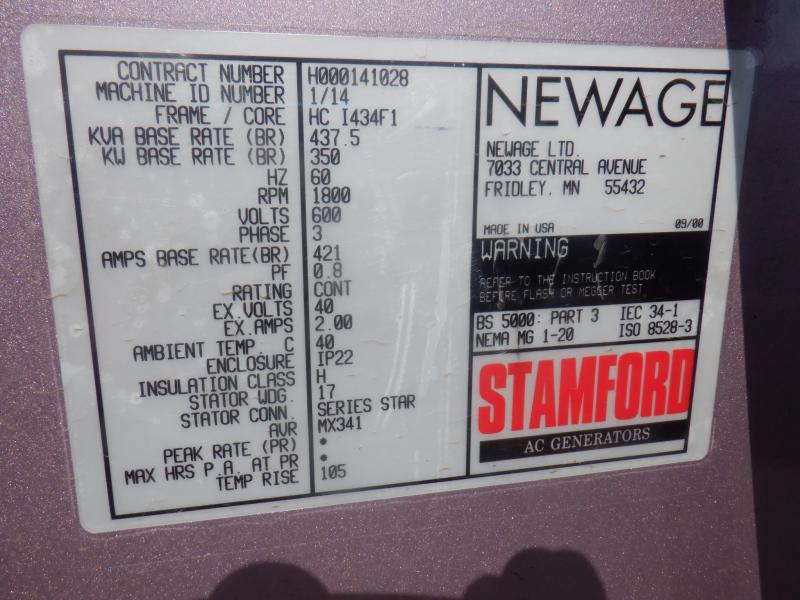 CONTRACT NUMBER H000141028
MACHINE ID NUMBER 1/14
FRAME / CORE HC I434F1
KVA BASE RATE (BR) 437.5
KW BASE RATE (BR) 350
HZ 60
RPM 1800
VOLTS 600
PHASE 3
AMPS BASE RATE(BR) 421
PF 0.8
RATING CONT
EX.VOLTS 40
EX.AMPS 2.00
AMBIENT TEMP. C 40
ENCLOSURE IP22
INSULATION CLASS H
STATOR WDG. 17
STATOR CONN. SERIES STAR
AVR MX341
PEAK RATE (PR) *
MAX HRS P.A. AT PR *
TEMP RISE 105
NEWAGE
NEWAGE LTD.
7033 CENTRAL AVENUE
FRIDLEY. MN 55432
MADE IN USA 09/00
WARNING
REFER TO THE INSTRUCTION BOOK
BEFORE FLASH OR MEGGER TEST
BS 5000: PART 3 IEC 34-1
NEMA MG 1-20 ISO 8528-3
STAMFORD
AC GENERATORS